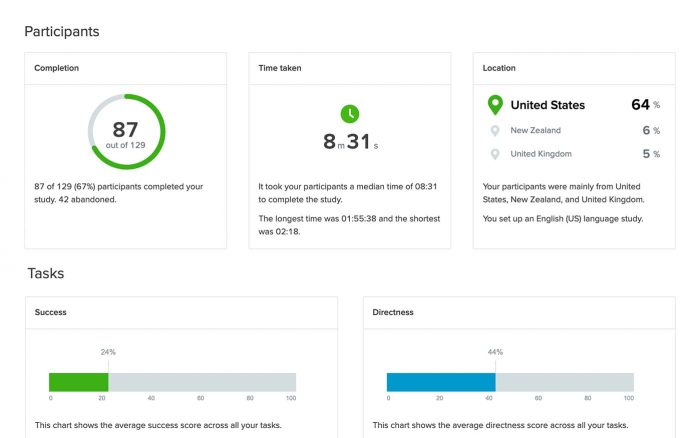 Participants
Completion
87
out of 129
87 of 129 (67%) participants completed your
study. 42 abandoned.
Time taken
8 m 31 s
It took your participants a median time of 08:31
to complete the study.
The longest time was 01:55:38 and the shortest
was 02:18.
Location
United States 64 %
New Zealand 6 %
United Kingdom 5 %
Your participants were mainly from United
States, New Zealand, and United Kingdom.
You set up an English (US) language study.
Tasks
Success
24%
0 20 40 60 80 100
This chart shows the average success score across all your tasks.
Directness
44%
0 20 40 60 80 100
This chart shows the average directness score across all your tasks.